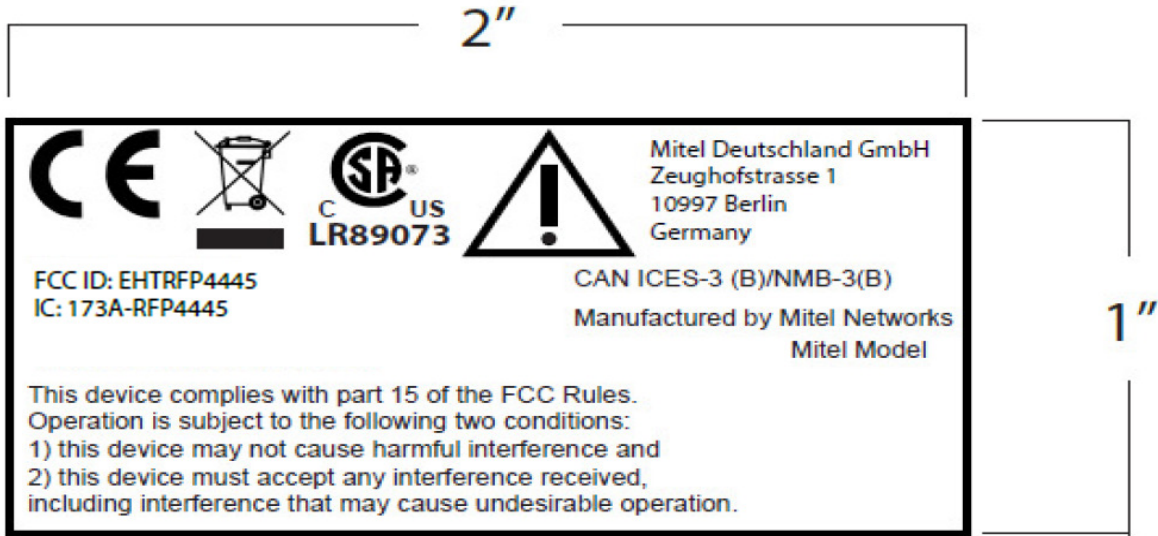 2”
CE
SA®
C US
LR89073
Mitel Deutschland GmbH
Zeughofstrasse 1
10997 Berlin
Germany
FCC ID: EHTRFP4445
IC: 173A-RFP4445
CAN ICES-3 (B)/NMB-3(B)
Manufactured by Mitel Networks
Mitel Model
1”
This device complies with part 15 of the FCC Rules.
Operation is subject to the following two conditions:
1) this device may not cause harmful interference and
2) this device must accept any interference received,
including interference that may cause undesirable operation.